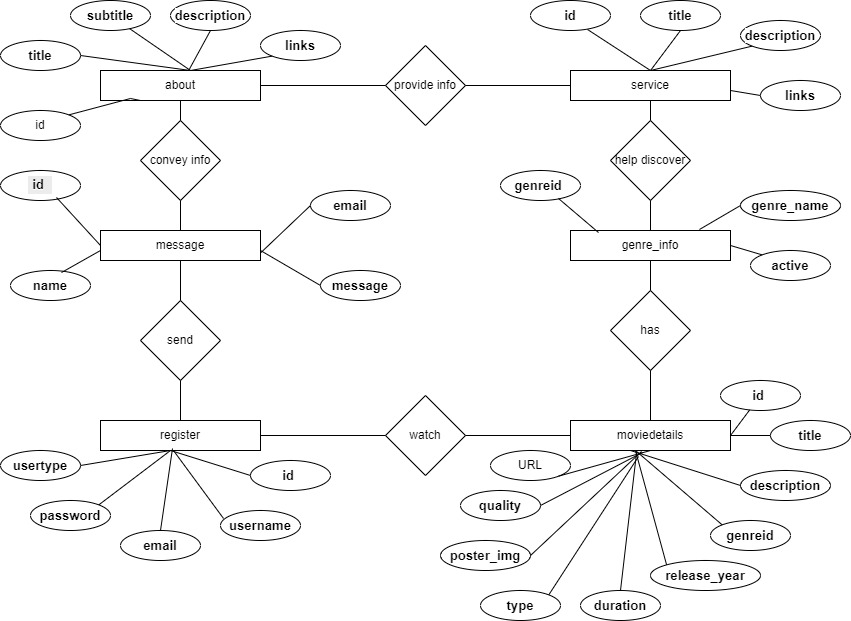 subtitle
description
id
title
title
links
description
about
provide info
service
links
id
convey info
help discover
id
genreid
email
genre_name
message
genre_info
name
message
active
send
has
id
register
watch
moviedetails
title
usertype
id
URL
description
password
quality
username
genreid
email
poster_img
release_year
type
duration